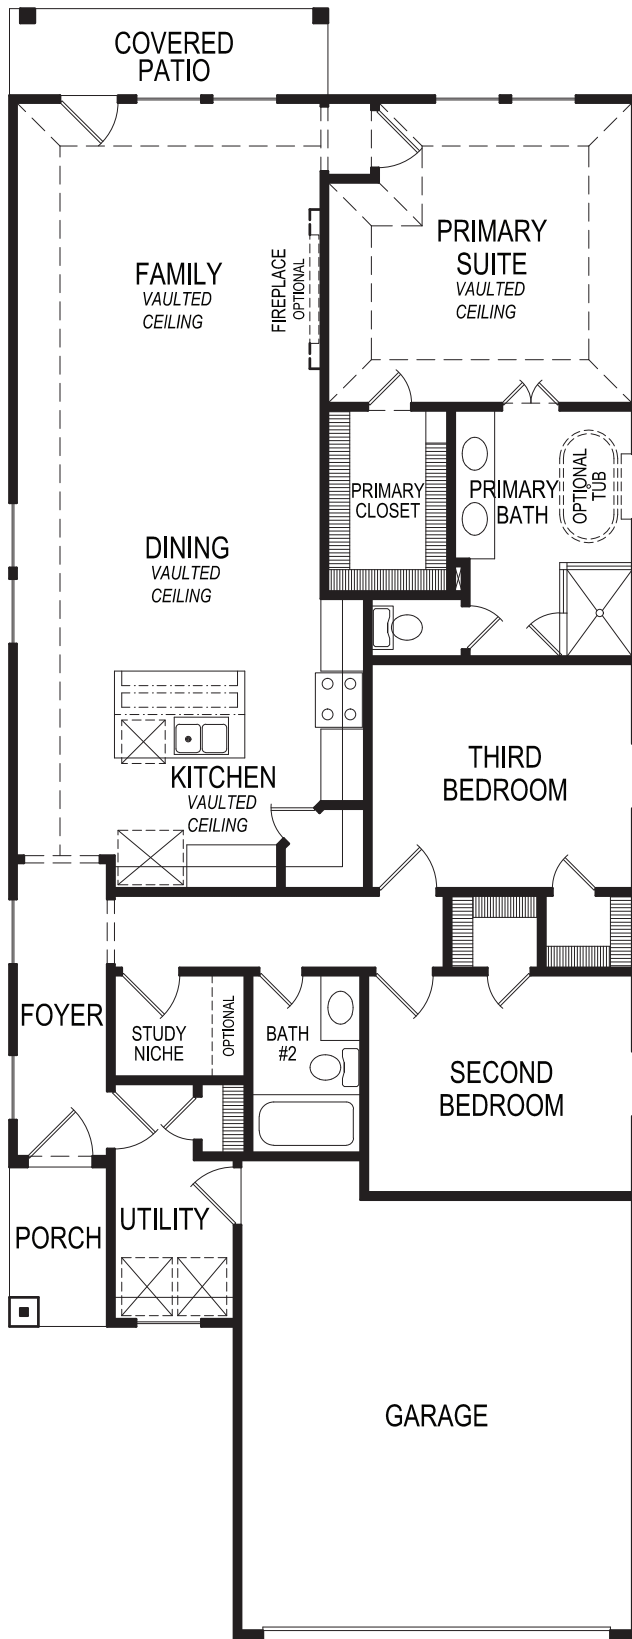 COVERED
PATIO
PRIMARY
SUITE
VAULTED
CEILING
FAMILY
VAULTED
CEILING
FIREPLACE
OPTIONAL
PRIMARY
CLOSET
PRIMARY
BATH
OPTIONAL
TUB
DINING
VAULTED
CEILING
KITCHEN
VAULTED
CEILING
THIRD
BEDROOM
FOYER
STUDY
NICHE
OPTIONAL
BATH
#2
SECOND
BEDROOM
PORCH
UTILITY
GARAGE